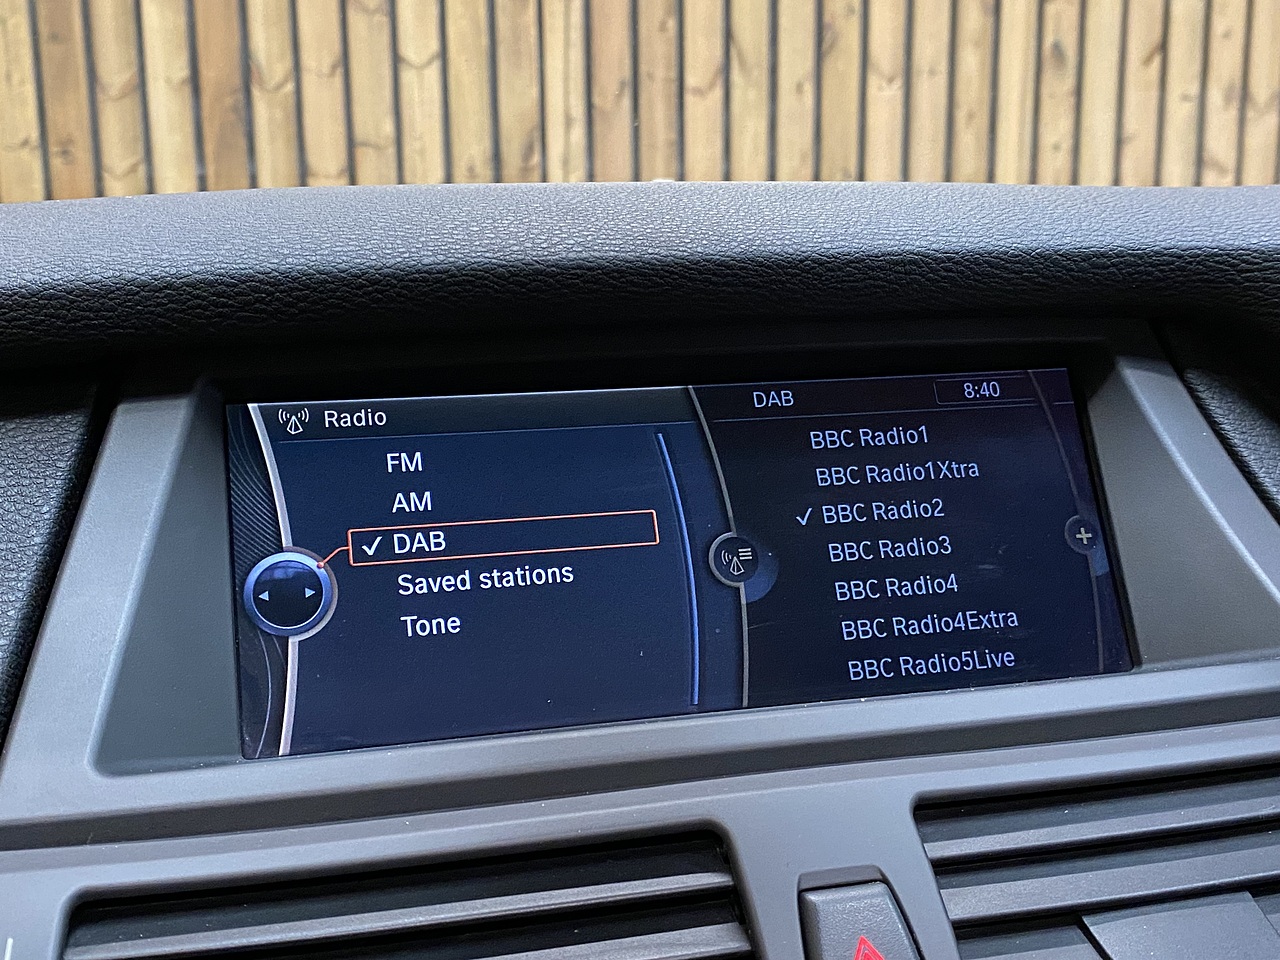 Radio
FM
AM
✓ DAB
Saved stations
Tone
DAB
8:40
BBC Radio1
BBC Radio1Xtra
✓ BBC Radio2
BBC Radio3
BBC Radio4
BBC Radio4Extra
BBC Radio5Live